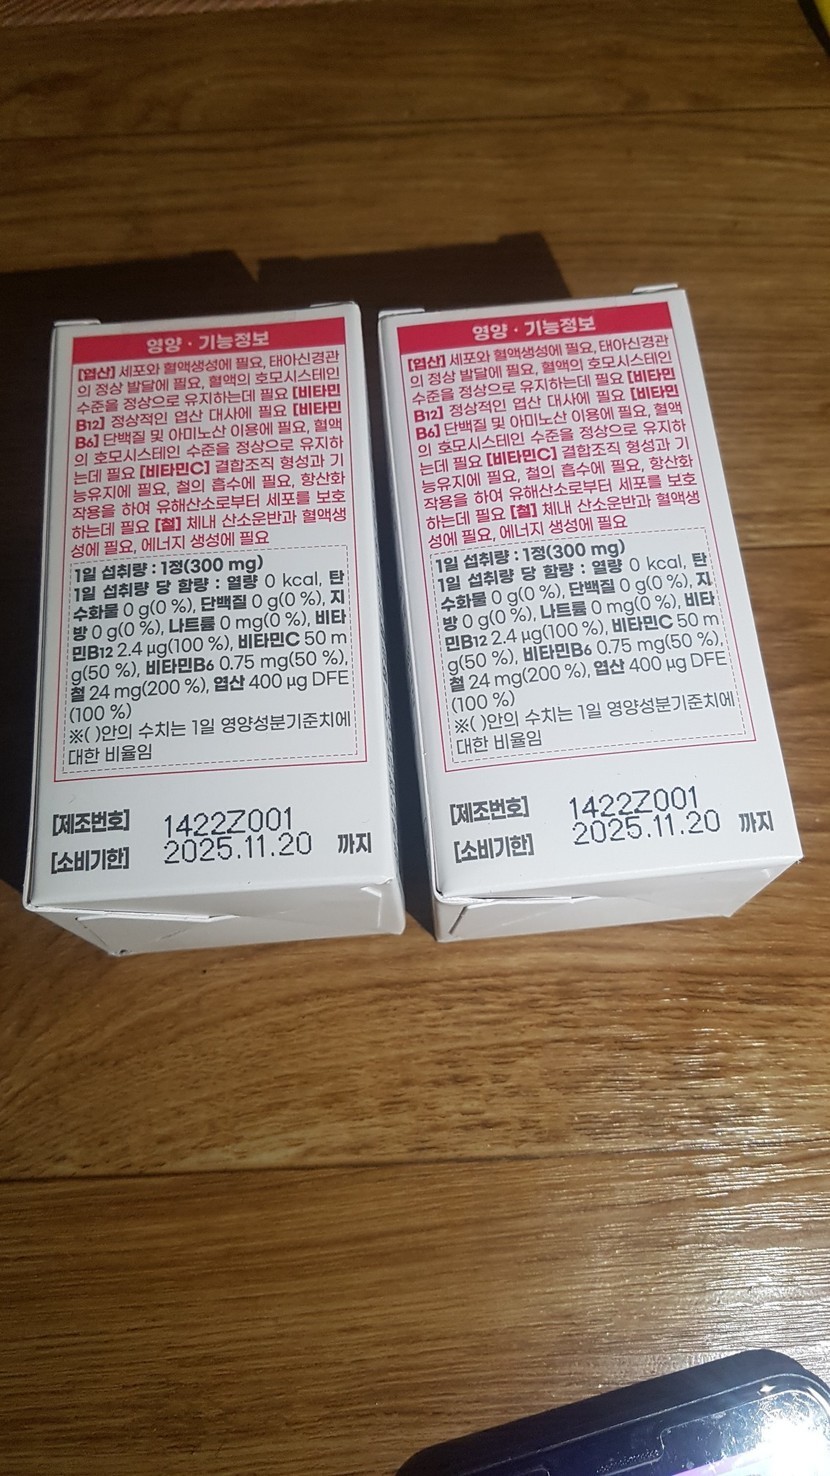 영양 · 기능정보
[엽산] 세포와 혈액생성에 필요, 태아신경관
의 정상 발달에 필요, 혈액의 호모시스테인
수준을 정상으로 유지하는데 필요 [비타민
B12] 정상적인 엽산 대사에 필요 [비타민
B6] 단백질 및 아미노산 이용에 필요, 혈액
의 호모시스테인 수준을 정상으로 유지하
는데 필요 [비타민C] 결합조직 형성과 기
능유지에 필요, 철의 흡수에 필요, 항산화
작용을 하여 유해산소로부터 세포를 보호
하는데 필요 [철] 체내 산소운반과 혈액생
성에 필요, 에너지 생성에 필요
1일 섭취량 : 1정(300 mg)
1일 섭취량 당 함량 : 열량 0 kcal, 탄
수화물 0 g(0 %), 단백질 0 g(0 %), 지
방 0 g(0 %), 나트륨 0 mg(0 %), 비타
민B12 2.4 µg(100 %), 비타민C 50 m
g(50 %), 비타민B6 0.75 mg(50 %),
철 24 mg(200 %), 엽산 400 µg DFE
(100 %)
※( )안의 수치는 1일 영양성분기준치에
대한 비율임
[제조번호] 1422Z001
[소비기한] 2025.11.20 까지
영양 · 기능정보
[엽산] 세포와 혈액생성에 필요, 태아신경관
의 정상 발달에 필요, 혈액의 호모시스테인
수준을 정상으로 유지하는데 필요 [비타민
B12] 정상적인 엽산 대사에 필요 [비타민
B6] 단백질 및 아미노산 이용에 필요, 혈액
의 호모시스테인 수준을 정상으로 유지하
는데 필요 [비타민C] 결합조직 형성과 기
능유지에 필요, 철의 흡수에 필요, 항산화
작용을 하여 유해산소로부터 세포를 보호
하는데 필요 [철] 체내 산소운반과 혈액생
성에 필요, 에너지 생성에 필요
1일 섭취량 : 1정(300 mg)
1일 섭취량 당 함량 : 열량 0 kcal, 탄
수화물 0 g(0 %), 단백질 0 g(0 %), 지
방 0 g(0 %), 나트륨 0 mg(0 %), 비타
민B12 2.4 µg(100 %), 비타민C 50 m
g(50 %), 비타민B6 0.75 mg(50 %),
철 24 mg(200 %), 엽산 400 µg DFE
(100 %)
※( )안의 수치는 1일 영양성분기준치에
대한 비율임
[제조번호] 1422Z001
[소비기한] 2025.11.20 까지